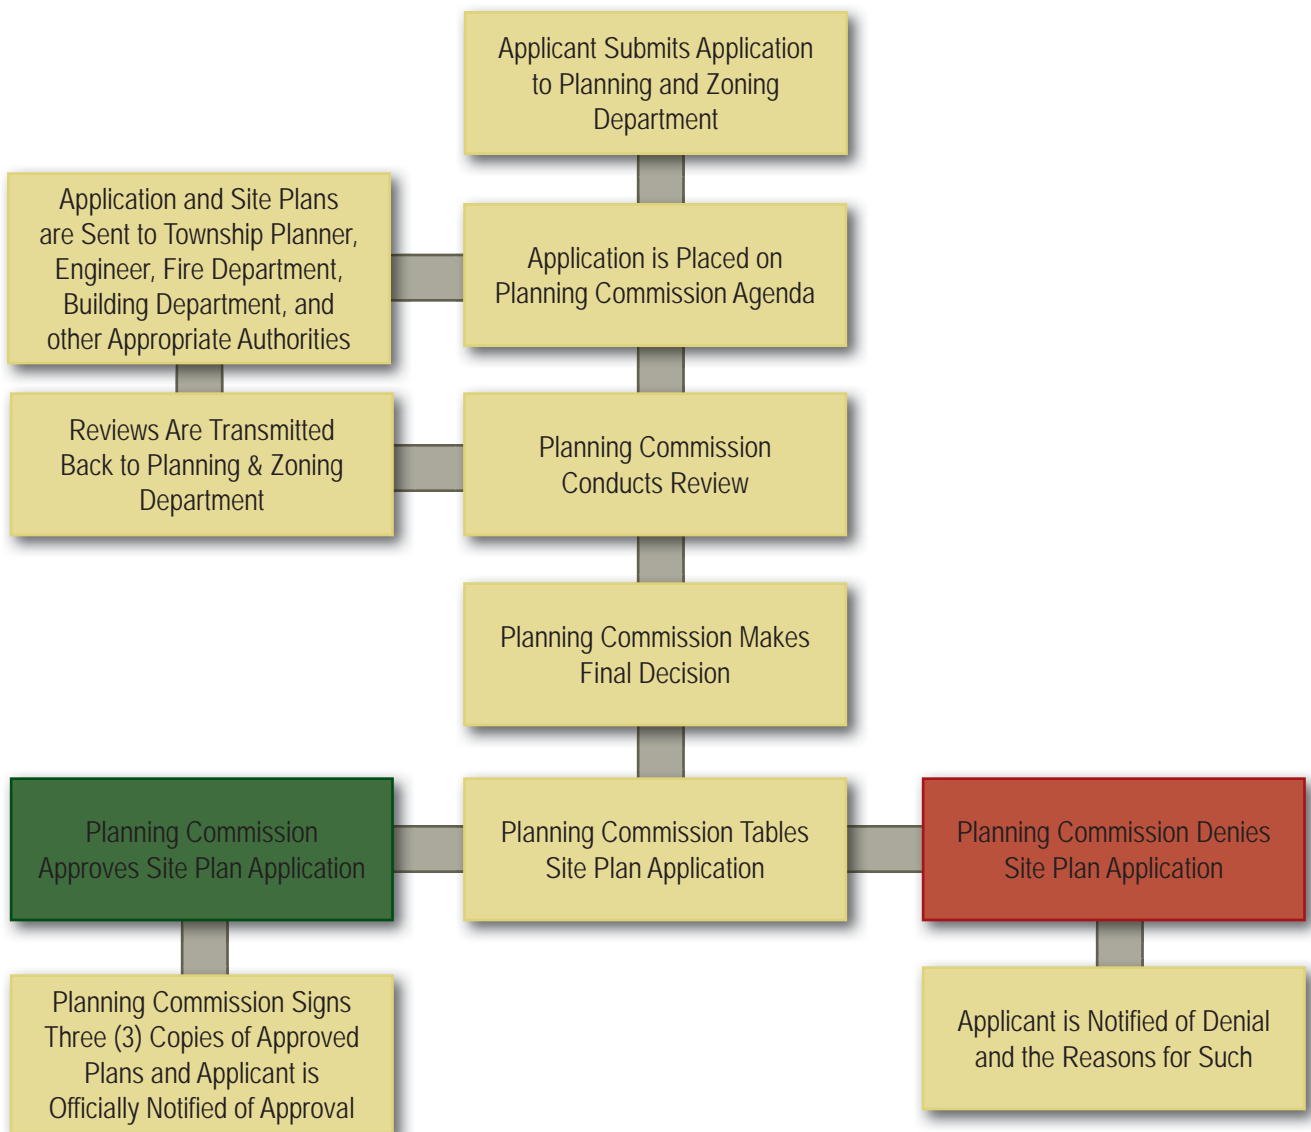 Applicant Submits Application
to Planning and Zoning
Department
Application and Site Plans
are Sent to Township Planner,
Engineer, Fire Department,
Building Department, and
other Appropriate Authorities
Application is Placed on
Planning Commission Agenda
Reviews Are Transmitted
Back to Planning & Zoning
Department
Planning Commission
Conducts Review
Planning Commission Makes
Final Decision
Planning Commission
Approves Site Plan Application
Planning Commission Tables
Site Plan Application
Planning Commission Denies
Site Plan Application
Planning Commission Signs
Three (3) Copies of Approved
Plans and Applicant is
Officially Notified of Approval
Applicant is Notified of Denial
and the Reasons for Such